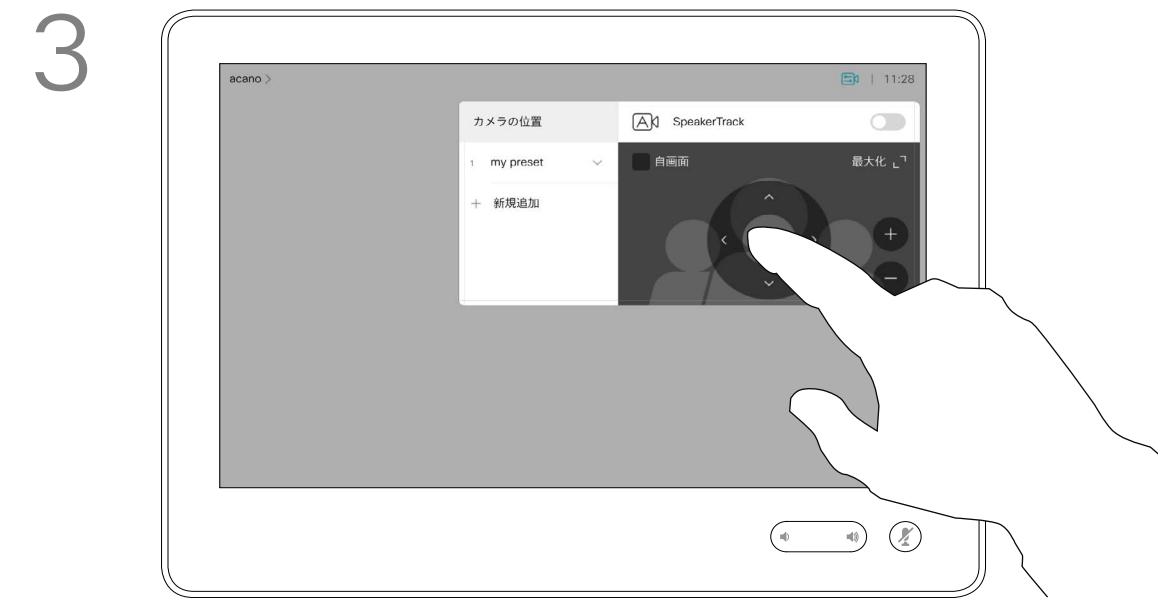 3
acano >
11:28
カメラの位置
SpeakerTrack
1 my preset
自画面
最大化
+ 新規追加